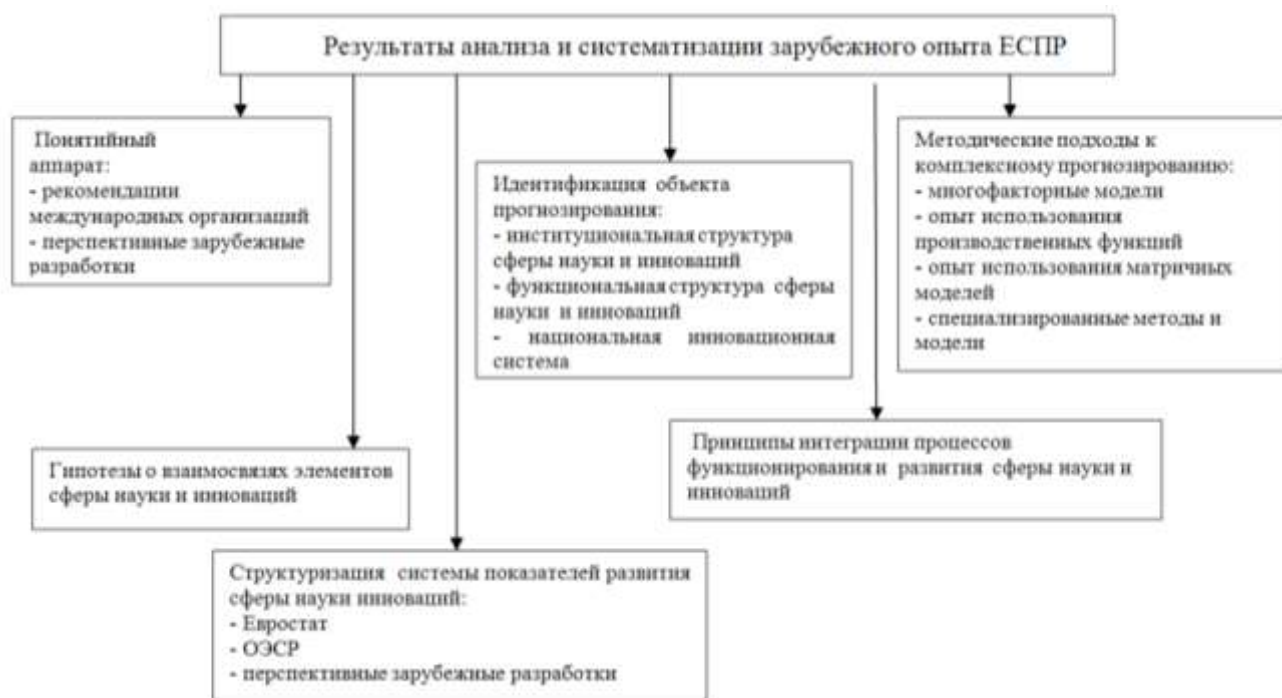 Результаты анализа и систематизации зарубежного опыта ЕСПР
Понятийный
аппарат:
- рекомендации
международных организаций
- перспективные зарубежные
разработки
Идентификация объекта
прогнозирования:
- институциональная структура
сферы науки и инноваций
- функциональная структура сферы
науки и инноваций
- национальная инновационная
система
Методические подходы к
комплексному прогнозированию:
- многофакторные модели
- опыт использования
производственных функций
- опыт использования матричных
моделей
- специализированные методы и
модели
Гипотезы о взаимосвязях элементов
сферы науки и инноваций
Принципы интеграции процессов
функционирования и развития сферы науки и
инноваций
Структуризация системы показателей развития
сферы науки инноваций:
- Евростат
- ОЭСР
- перспективные зарубежные разработки